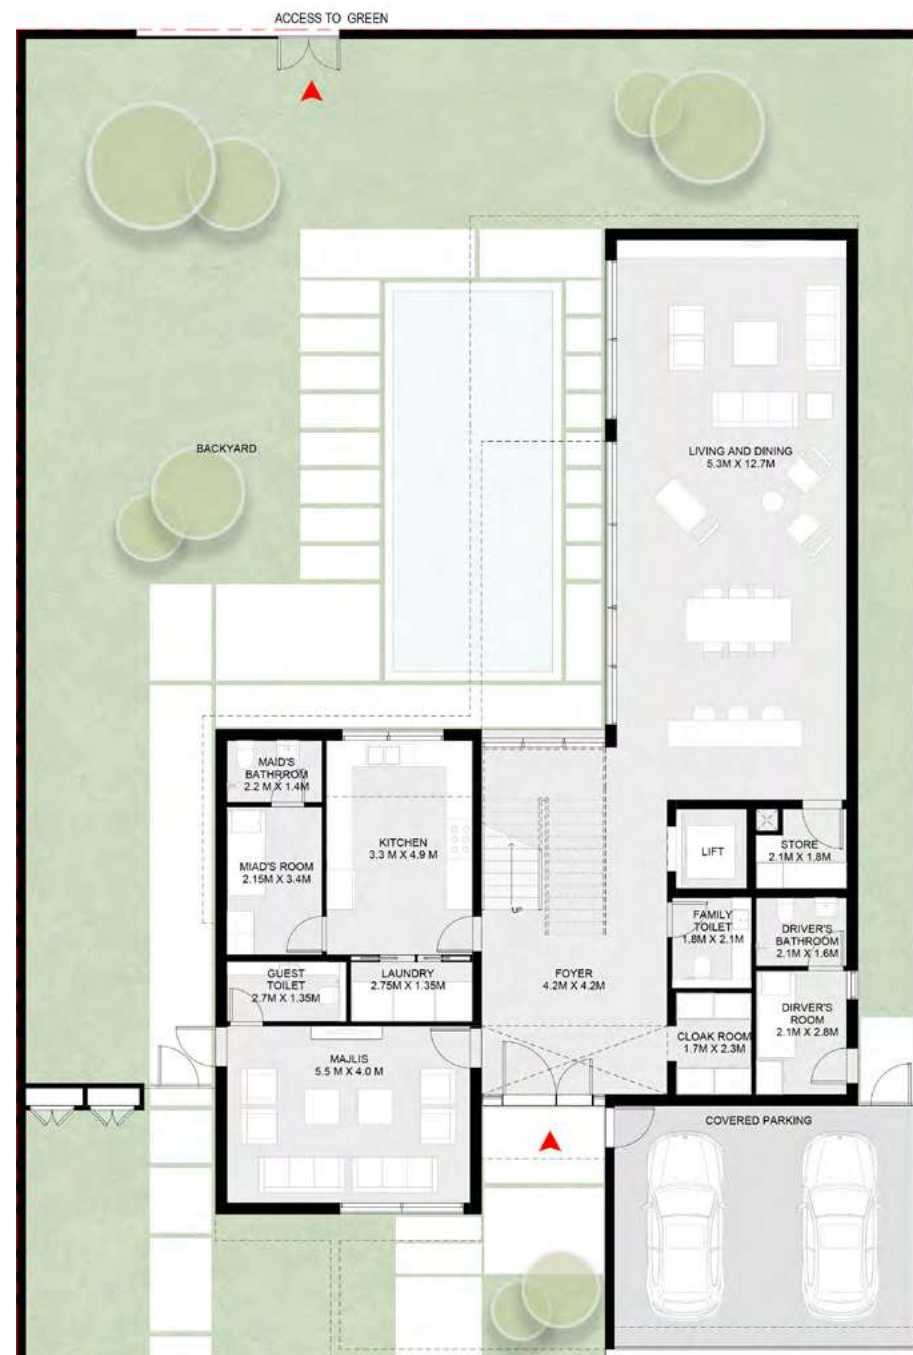 ACCESS TO GREEN
BACKYARD
LIVING AND DINING
5.3M X 12.7M
MAID'S
BATHRROM
2.2 M X 1.4M
KITCHEN
3.3 M X 4.9 M
MIAD'S ROOM
2.15M X 3.4M
UP
LIFT
STORE
2.1M X 1.8M
FAMILY
TOILET
1.8M X 2.1M
DRIVER'S
BATHROOM
2.1M X 1.6M
GUEST
TOILET
2.7M X 1.35M
LAUNDRY
2.75M X 1.35M
FOYER
4.2M X 4.2M
DIRVER'S
ROOM
2.1M X 2.8M
CLOAK ROOM
1.7M X 2.3M
MAJLIS
5.5 M X 4.0 M
COVERED PARKING